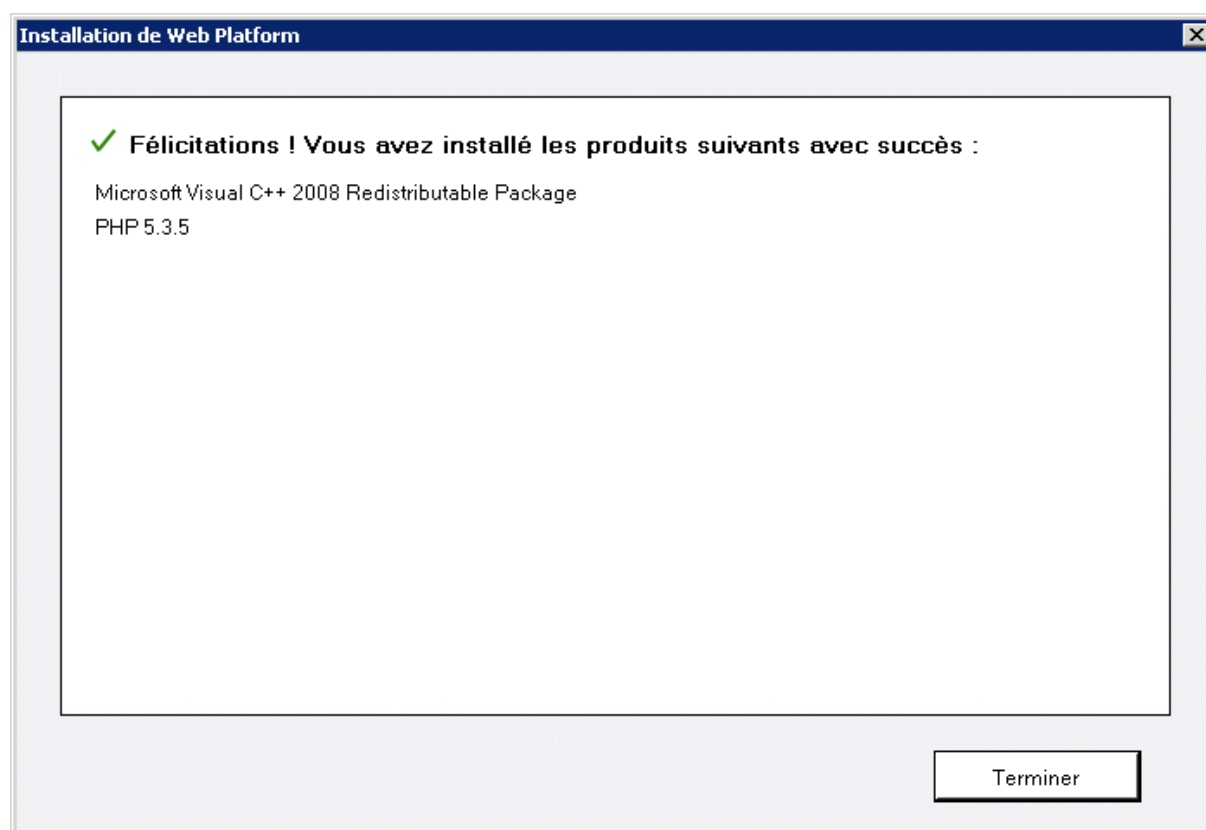 Installation de Web Platform
Félicitations ! Vous avez installé les produits suivants avec succès :
Microsoft Visual C++ 2008 Redistributable Package
PHP 5.3.5
Terminer